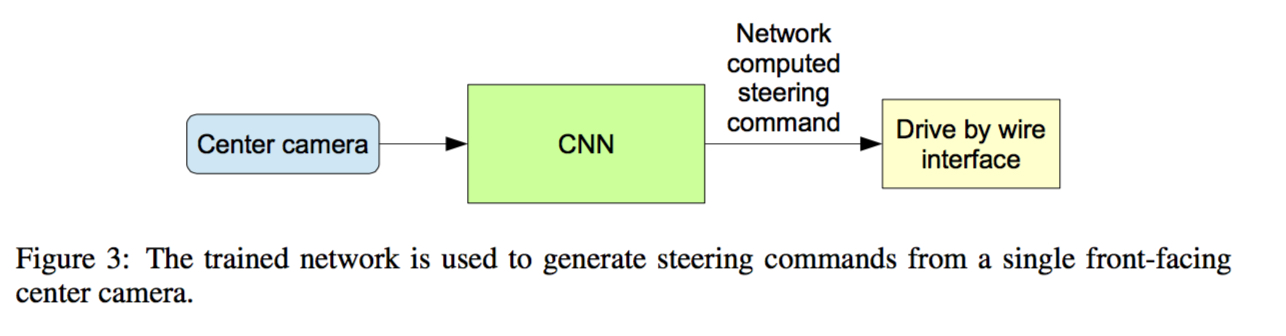 Network
computed
steering
command
Center camera
CNN
Drive by wire
interface
Figure 3: The trained network is used to generate steering commands from a single front-facing
center camera.